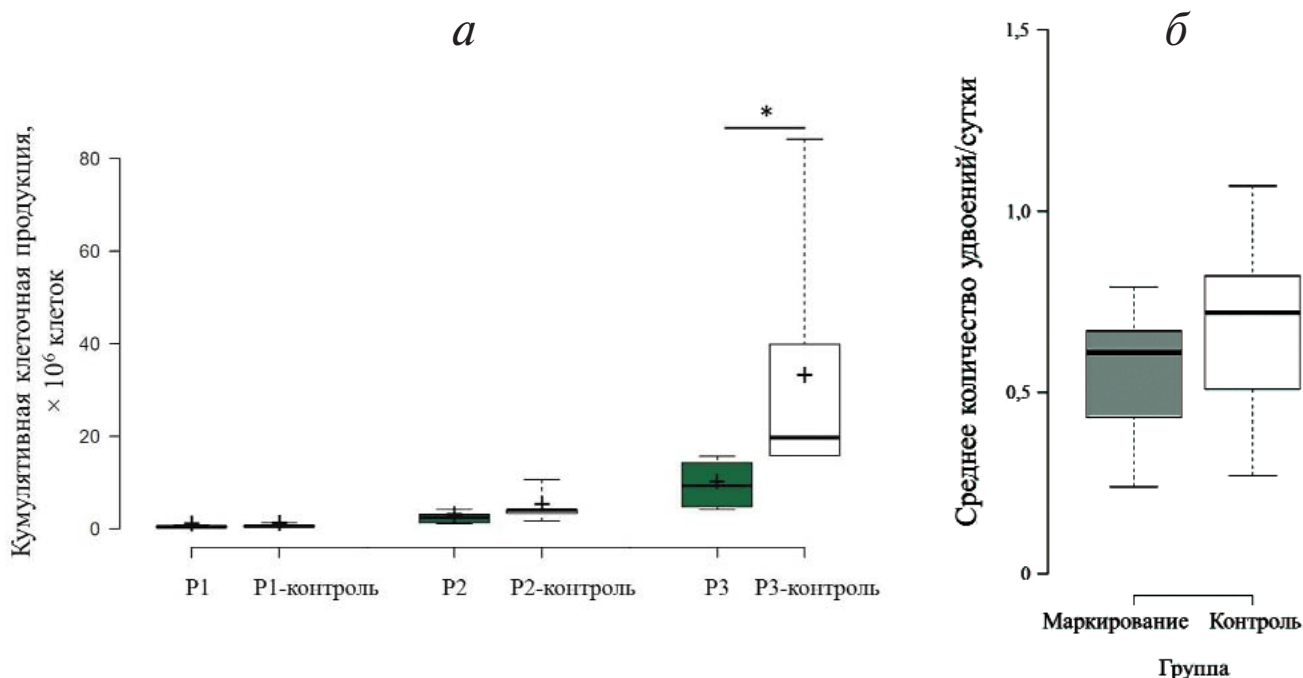 а
Кумулятивная клеточная продукция,
× 10⁶ клеток
80
60
40
20
0
*
P1
P1-контроль
P2
P2-контроль
P3
P3-контроль
б
Среднее количество удвоений/сутки
1,5
1,0
0,5
0
Маркирование
Контроль
Группа